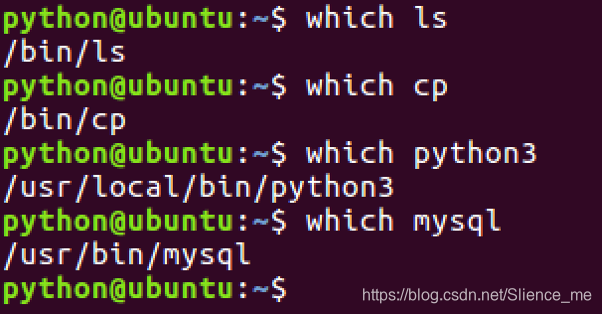 python@ubuntu:~$ which ls
/bin/ls
python@ubuntu:~$ which cp
/bin/cp
python@ubuntu:~$ which python3
/usr/local/bin/python3
python@ubuntu:~$ which mysql
/usr/bin/mysql
python@ubuntu:~$
https://blog.csdn.net/Slience_me